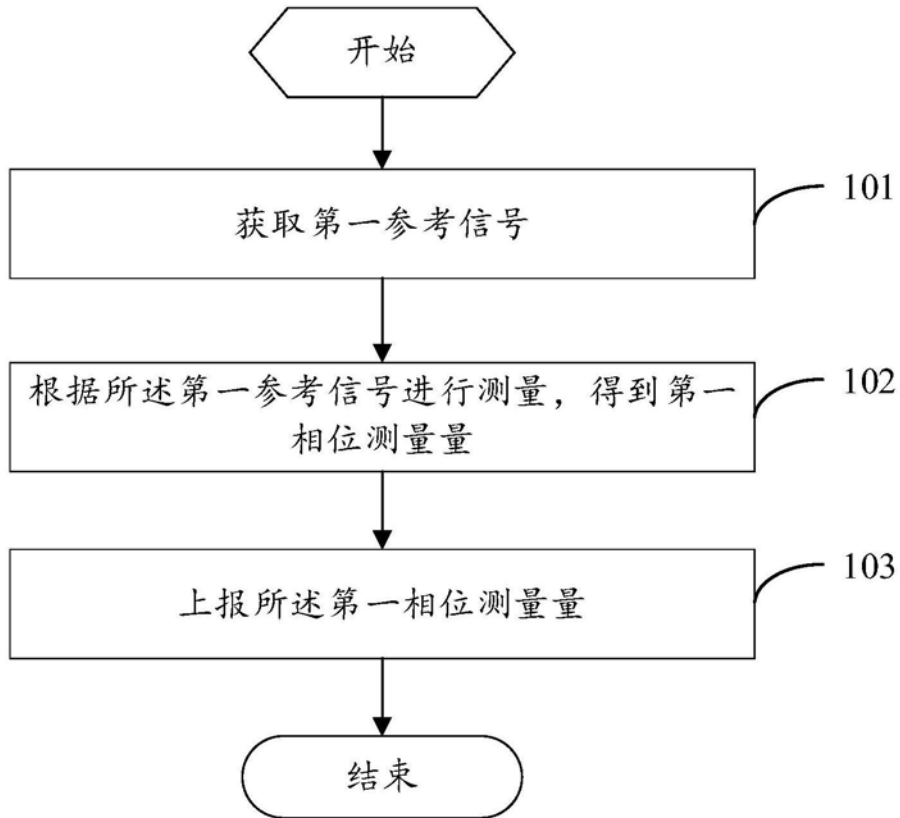 开始
101
获取第一参考信号
102
根据所述第一参考信号进行测量，得到第一
相位测量量
103
上报所述第一相位测量量
结束